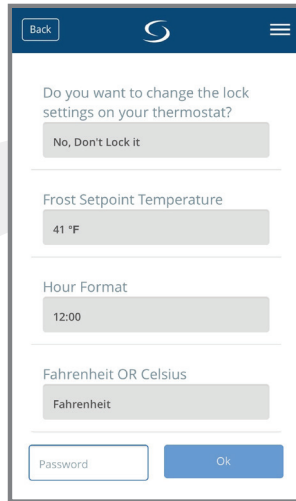 Back
Do you want to change the lock
settings on your thermostat?
No, Don't Lock it
Frost Setpoint Temperature
41 °F
Hour Format
12:00
Fahrenheit OR Celsius
Fahrenheit
Password
Ok